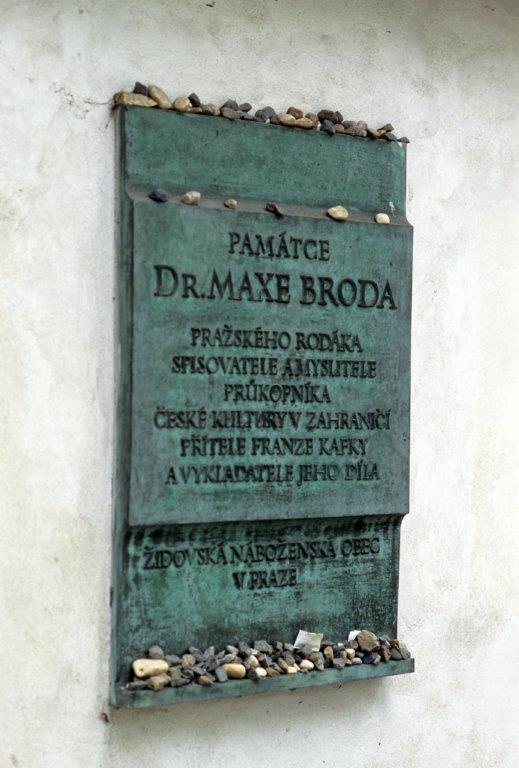 PAMÁTCE
DR. MAXE BRODA
PRAŽSKÉHO RODÁKA
SPISOVATELE A MYSLITELE
PRŮKOPNÍKA
ČESKÉ KULTURY V ZAHRANIČÍ
PŘÍTELE FRANZE KAFKY
A VYKLADATELE JEHO DÍLA
ŽIDOVSKÁ NÁBOŽENSKÁ OBEC
V PRAZE